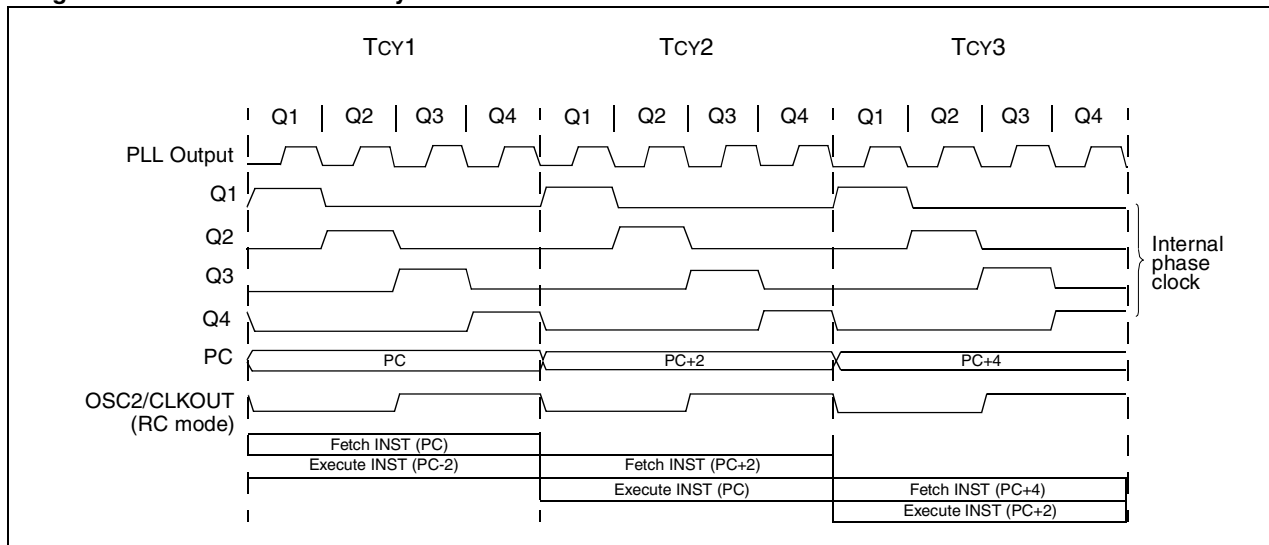 TCY1 TCY2 TCY3
Q1 Q2 Q3 Q4 Q1 Q2 Q3 Q4 Q1 Q2 Q3 Q4
PLL Output
Q1
Q2
Q3
Q4
Internal
phase
clock
PC PC PC+2 PC+4
OSC2/CLKOUT
(RC mode)
Fetch INST (PC)
Execute INST (PC-2) Fetch INST (PC+2)
Execute INST (PC) Fetch INST (PC+4)
Execute INST (PC+2)